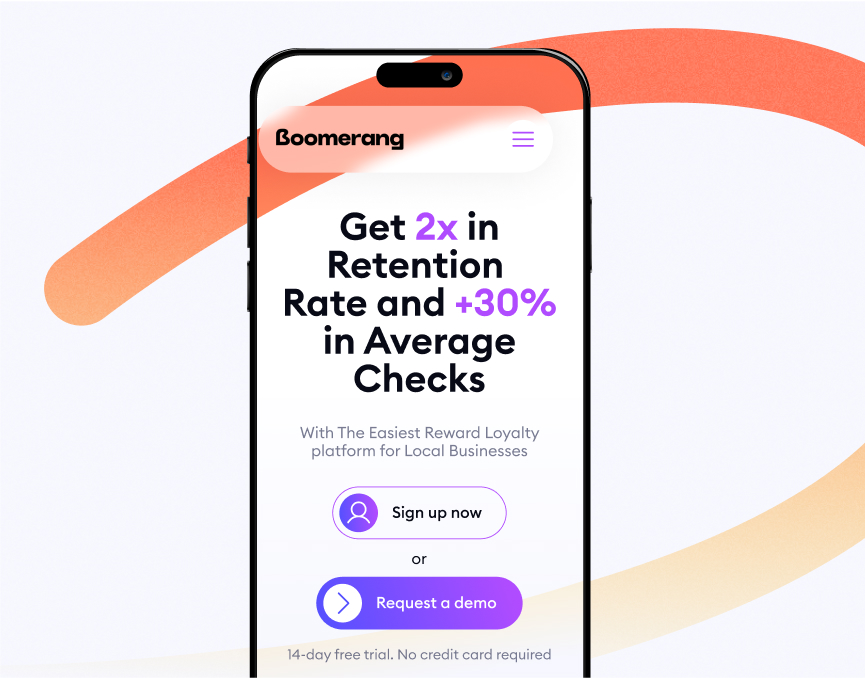 Boomerang
Get 2x in
Retention
Rate and +30%
in Average
Checks
With The Easiest Reward Loyalty
platform for Local Businesses
Sign up now
or
Request a demo
14-day free trial. No credit card required